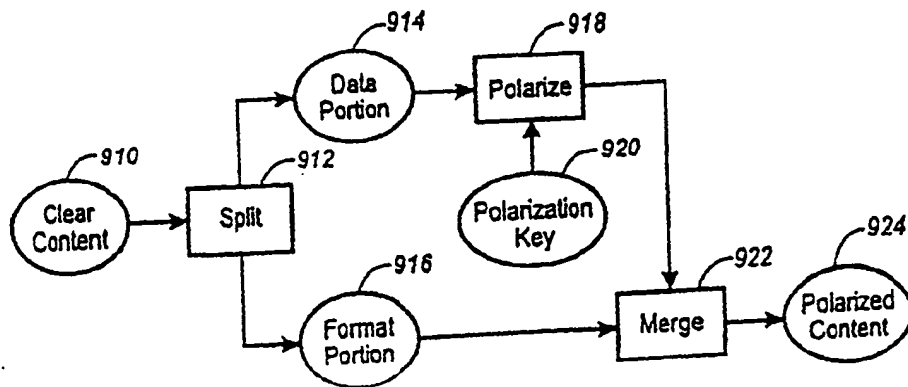 914
Data
Portion
918
Polarize
910
Clear
Content
912
Split
920
Polarization
Key
916
Format
Portion
922
Merge
924
Polarized
Content